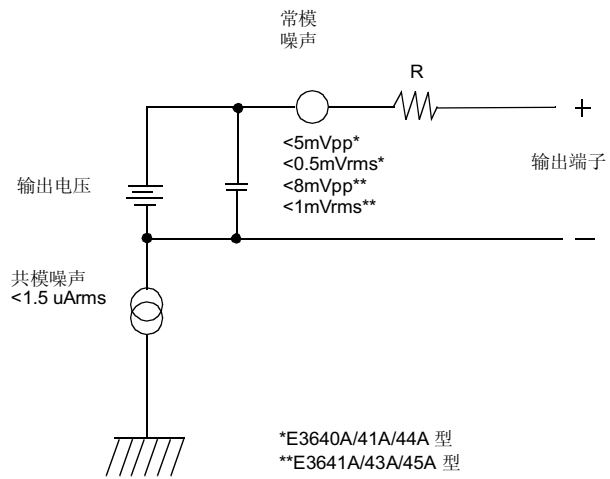 常模
噪声
R
+
<5mVpp*
<0.5mVrms*
<8mVpp**
<1mVrms**
输出端子
输出电压
−
共模噪声
<1.5 uArms
*E3640A/41A/44A 型
**E3641A/43A/45A 型